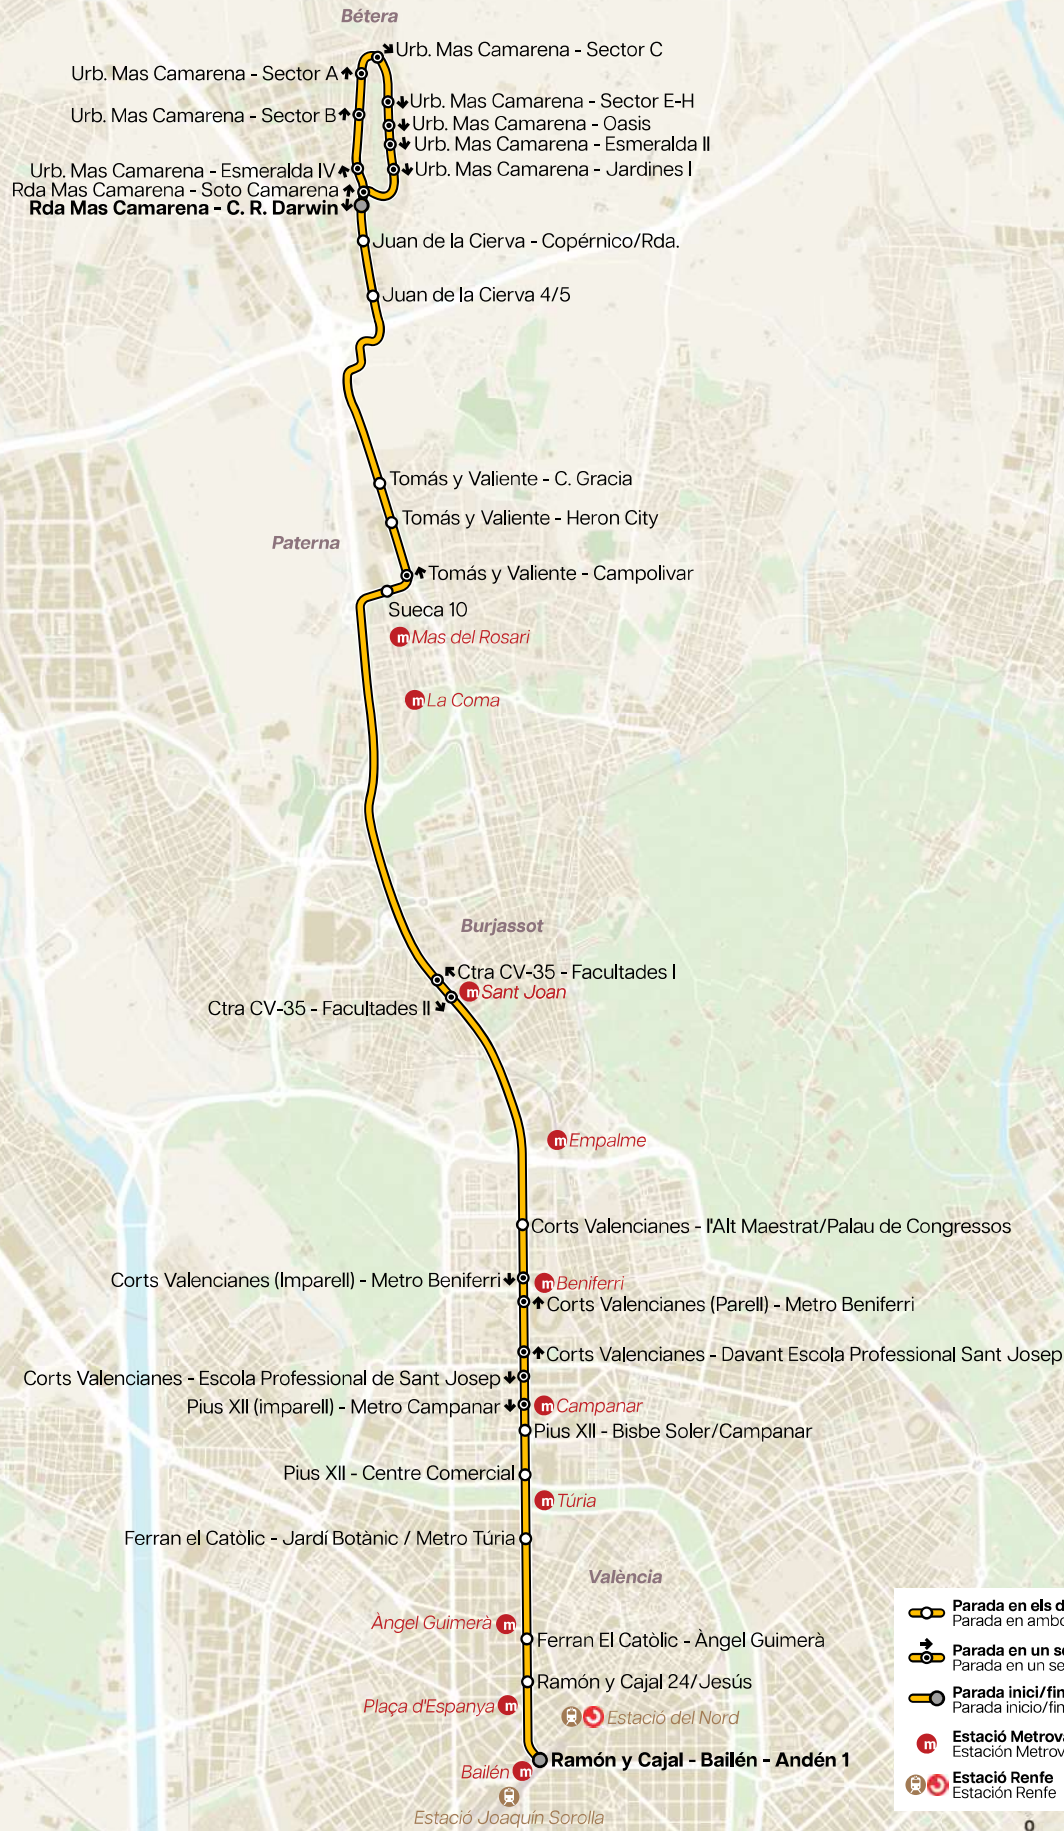 Bétera
Urb. Mas Camarena - Sector C
Urb. Mas Camarena - Sector A
Urb. Mas Camarena - Sector E-H
Urb. Mas Camarena - Sector B
Urb. Mas Camarena - Oasis
Urb. Mas Camarena - Esmeralda II
Urb. Mas Camarena - Esmeralda IV
Urb. Mas Camarena - Jardines I
Rda Mas Camarena - Soto Camarena
Rda Mas Camarena - C. R. Darwin
Juan de la Cierva - Copérnico/Rda.
Juan de la Cierva 4/5
Tomás y Valiente - C. Gracia
Tomás y Valiente - Heron City
Paterna
Tomás y Valiente - Campolivar
Sueca 10
m Mas del Rosari
m La Coma
Burjassot
Ctra CV-35 - Facultades I
m Sant Joan
Ctra CV-35 - Facultades II
m Empalme
Corts Valencianes - l'Alt Maestrat/Palau de Congressos
Corts Valencianes (Imparell) - Metro Beniferri
m Beniferri
Corts Valencianes (Parell) - Metro Beniferri
Corts Valencianes - Davant Escola Professional Sant Josep
Corts Valencianes - Escola Professional de Sant Josep
Pius XII (imparell) - Metro Campanar
m Campanar
Pius XII - Bisbe Soler/Campanar
Pius XII - Centre Comercial
m Túria
Ferran el Catòlic - Jardí Botànic / Metro Túria
València
Àngel Guimerà m
Ferran El Catòlic - Àngel Guimerà
Ramón y Cajal 24/Jesús
Plaça d'Espanya m
Estació del Nord
Ramón y Cajal - Bailén - Andén 1
Bailén m
Estació Joaquín Sorolla
Parada en els d
Parada en ambo
Parada en un se
Parada en un se
Parada inici/fin
Parada inicio/fin
m Estació Metrova
Estación Metrov
Estació Renfe
Estación Renfe
0